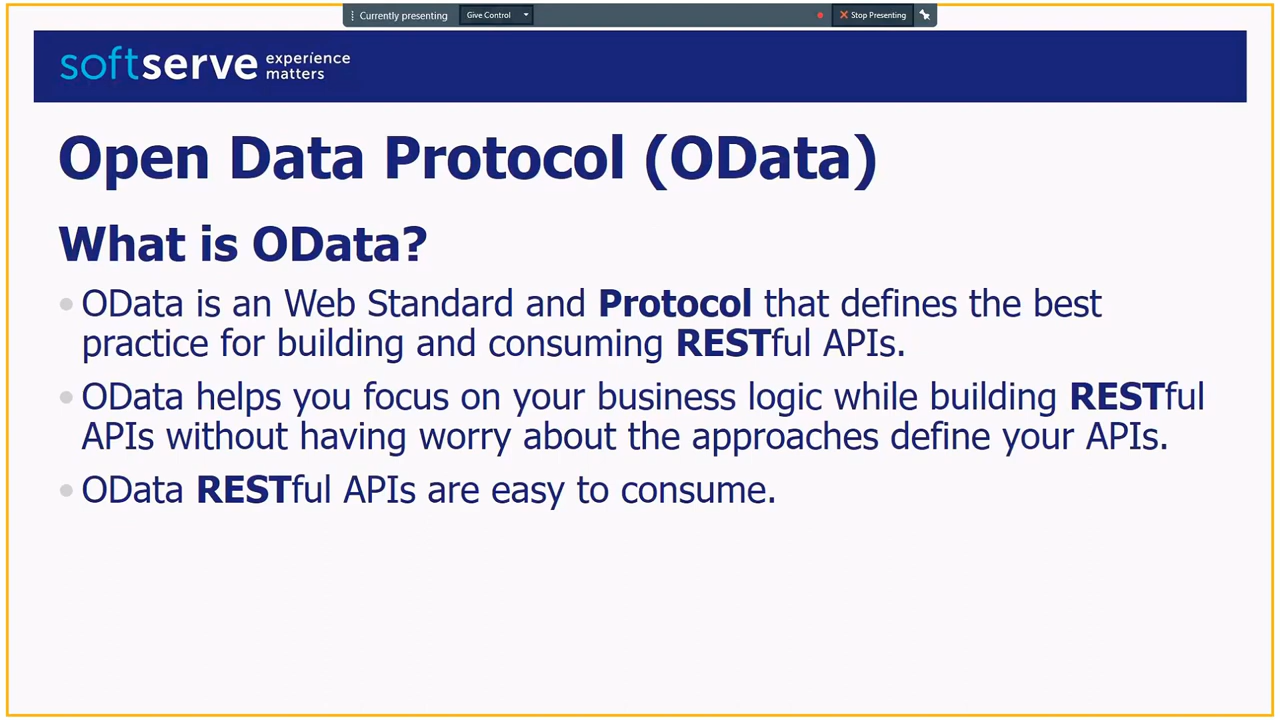 Currently presenting Give Control Stop Presenting
softserve experience matters
Open Data Protocol (OData)
What is OData?
OData is an Web Standard and Protocol that defines the best
practice for building and consuming RESTful APIs.
OData helps you focus on your business logic while building RESTful
APIs without having worry about the approaches define your APIs.
OData RESTful APIs are easy to consume.